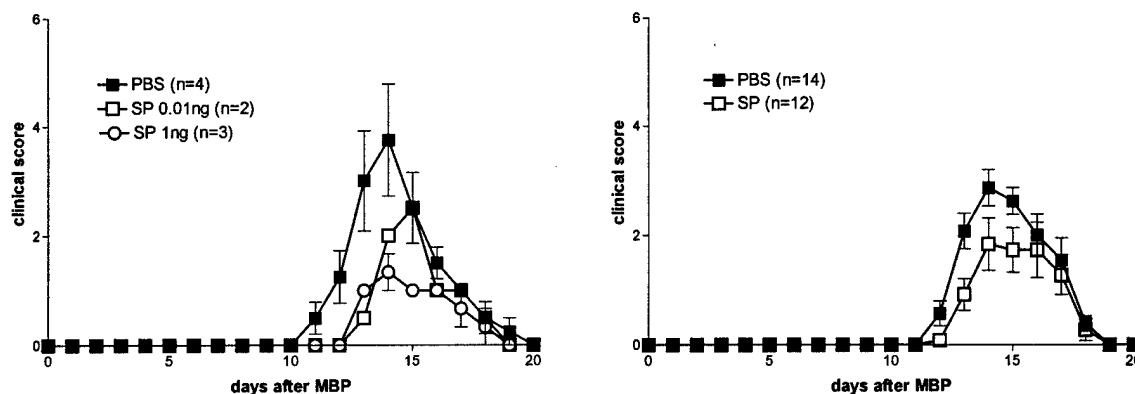 6
4
2
0
clinical score
PBS (n=4)
SP 0.01ng (n=2)
SP 1ng (n=3)
0 5 10 15 20
days after MBP
6
4
2
0
clinical score
PBS (n=14)
SP (n=12)
0 5 10 15 20
days after MBP